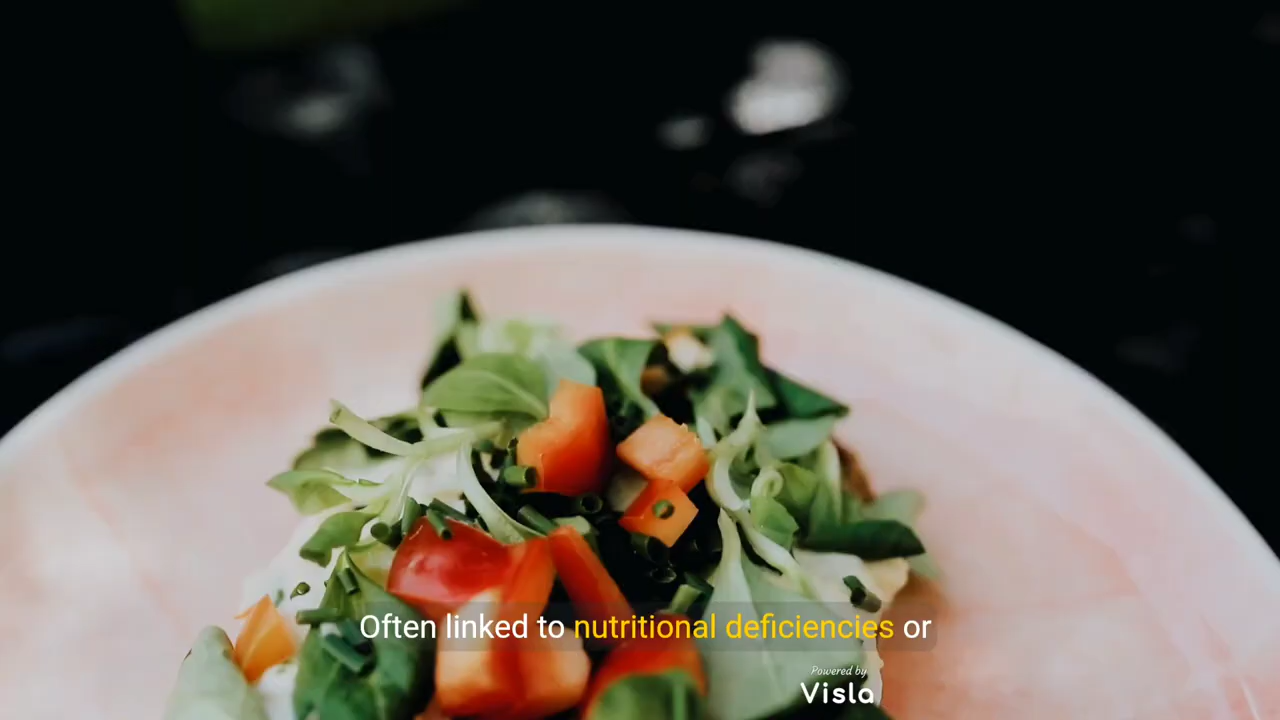 Often linked to nutritional deficiencies or
Powered by
Visla